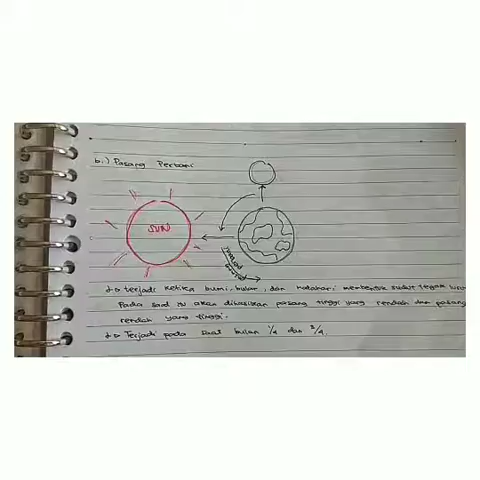 b.) Pasang Perbani
SUN
terjadi ketika bumi, bulan, dan matahari membentuk sudut tegak lurus
Pada saat itu akan dihasilkan pasang tinggi yang rendah dan pasang
rendah yang tinggi.
Terjadi pada saat bulan 1/4 dan 3/4.